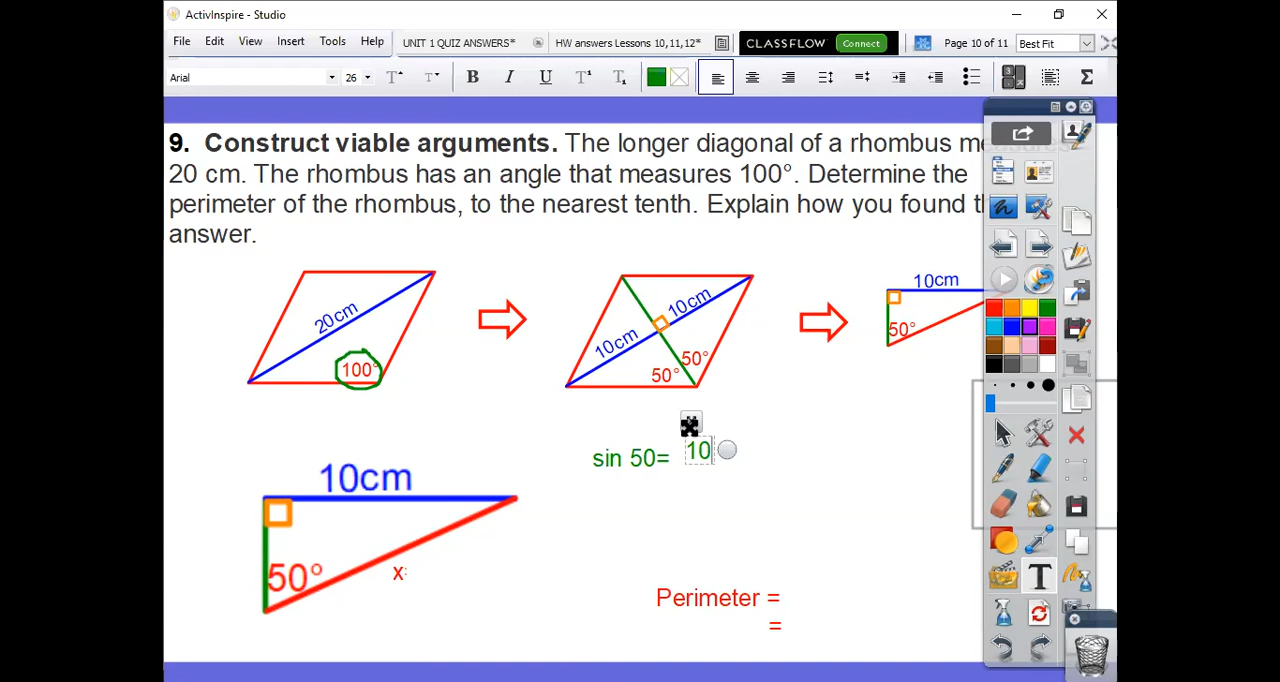 ActivInspire - Studio
File Edit View Insert Tools Help UNIT 1 QUIZ ANSWERS* HW answers Lessons 10,11,12* CLASSFLOW Connect Page 10 of 11 Best Fit
Arial 26 B I U Σ
9. Construct viable arguments. The longer diagonal of a rhombus me
20 cm. The rhombus has an angle that measures 100°. Determine the
perimeter of the rhombus, to the nearest tenth. Explain how you found th
answer.
20cm
100°
10cm
10cm
50°
50°
10cm
50°
sin 50= 10
10cm
50°
x
Perimeter =
=